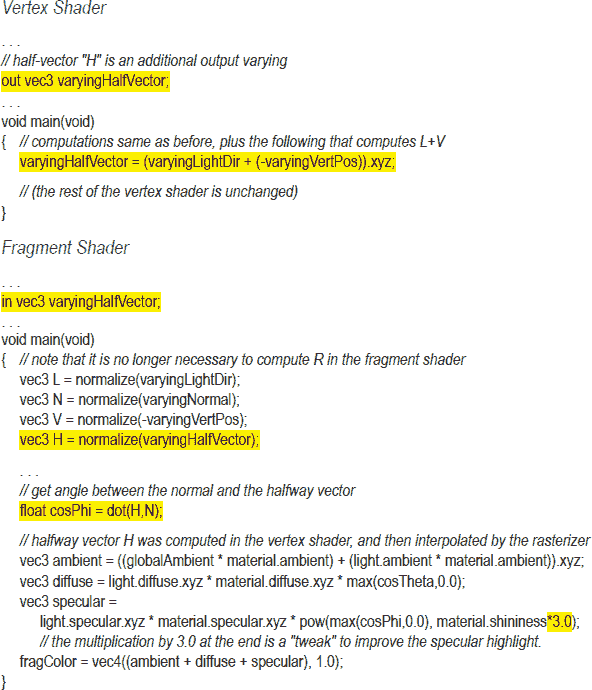 Vertex Shader
. . .
// half-vector "H" is an additional output varying
out vec3 varyingHalfVector;
. . .
void main(void)
{ // computations same as before, plus the following that computes L+V
varyingHalfVector = (varyingLightDir + (-varyingVertPos)).xyz;
// (the rest of the vertex shader is unchanged)
}
Fragment Shader
. . .
in vec3 varyingHalfVector;
. . .
void main(void)
{ // note that it is no longer necessary to compute R in the fragment shader
vec3 L = normalize(varyingLightDir);
vec3 N = normalize(varyingNormal);
vec3 V = normalize(-varyingVertPos);
vec3 H = normalize(varyingHalfVector);
. . .
// get angle between the normal and the halfway vector
float cosPhi = dot(H,N);
// halfway vector H was computed in the vertex shader, and then interpolated by the rasterizer
vec3 ambient = ((globalAmbient * material.ambient) + (light.ambient * material.ambient)).xyz;
vec3 diffuse = light.diffuse.xyz * material.diffuse.xyz * max(cosTheta,0.0);
vec3 specular =
light.specular.xyz * material.specular.xyz * pow(max(cosPhi,0.0), material.shininess*3.0);
// the multiplication by 3.0 at the end is a "tweak" to improve the specular highlight.
fragColor = vec4((ambient + diffuse + specular), 1.0);
}